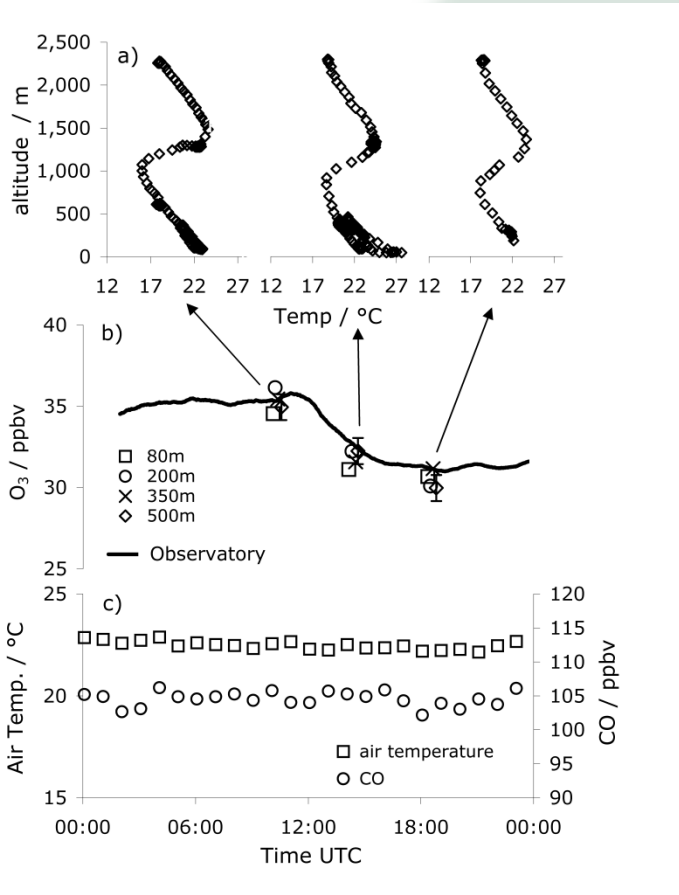 a)
2,500
2,000
1,500
1,000
500
0
altitude / m
12 17 22 27 12 17 22 27 12 17 22 27
Temp / °C
b)
40
35
30
25
O3 / ppbv
80m
200m
350m
500m
Observatory
c)
25
20
15
Air Temp. / °C
120
115
110
105
100
95
90
CO / ppbv
air temperature
CO
00:00 06:00 12:00 18:00 00:00
Time UTC